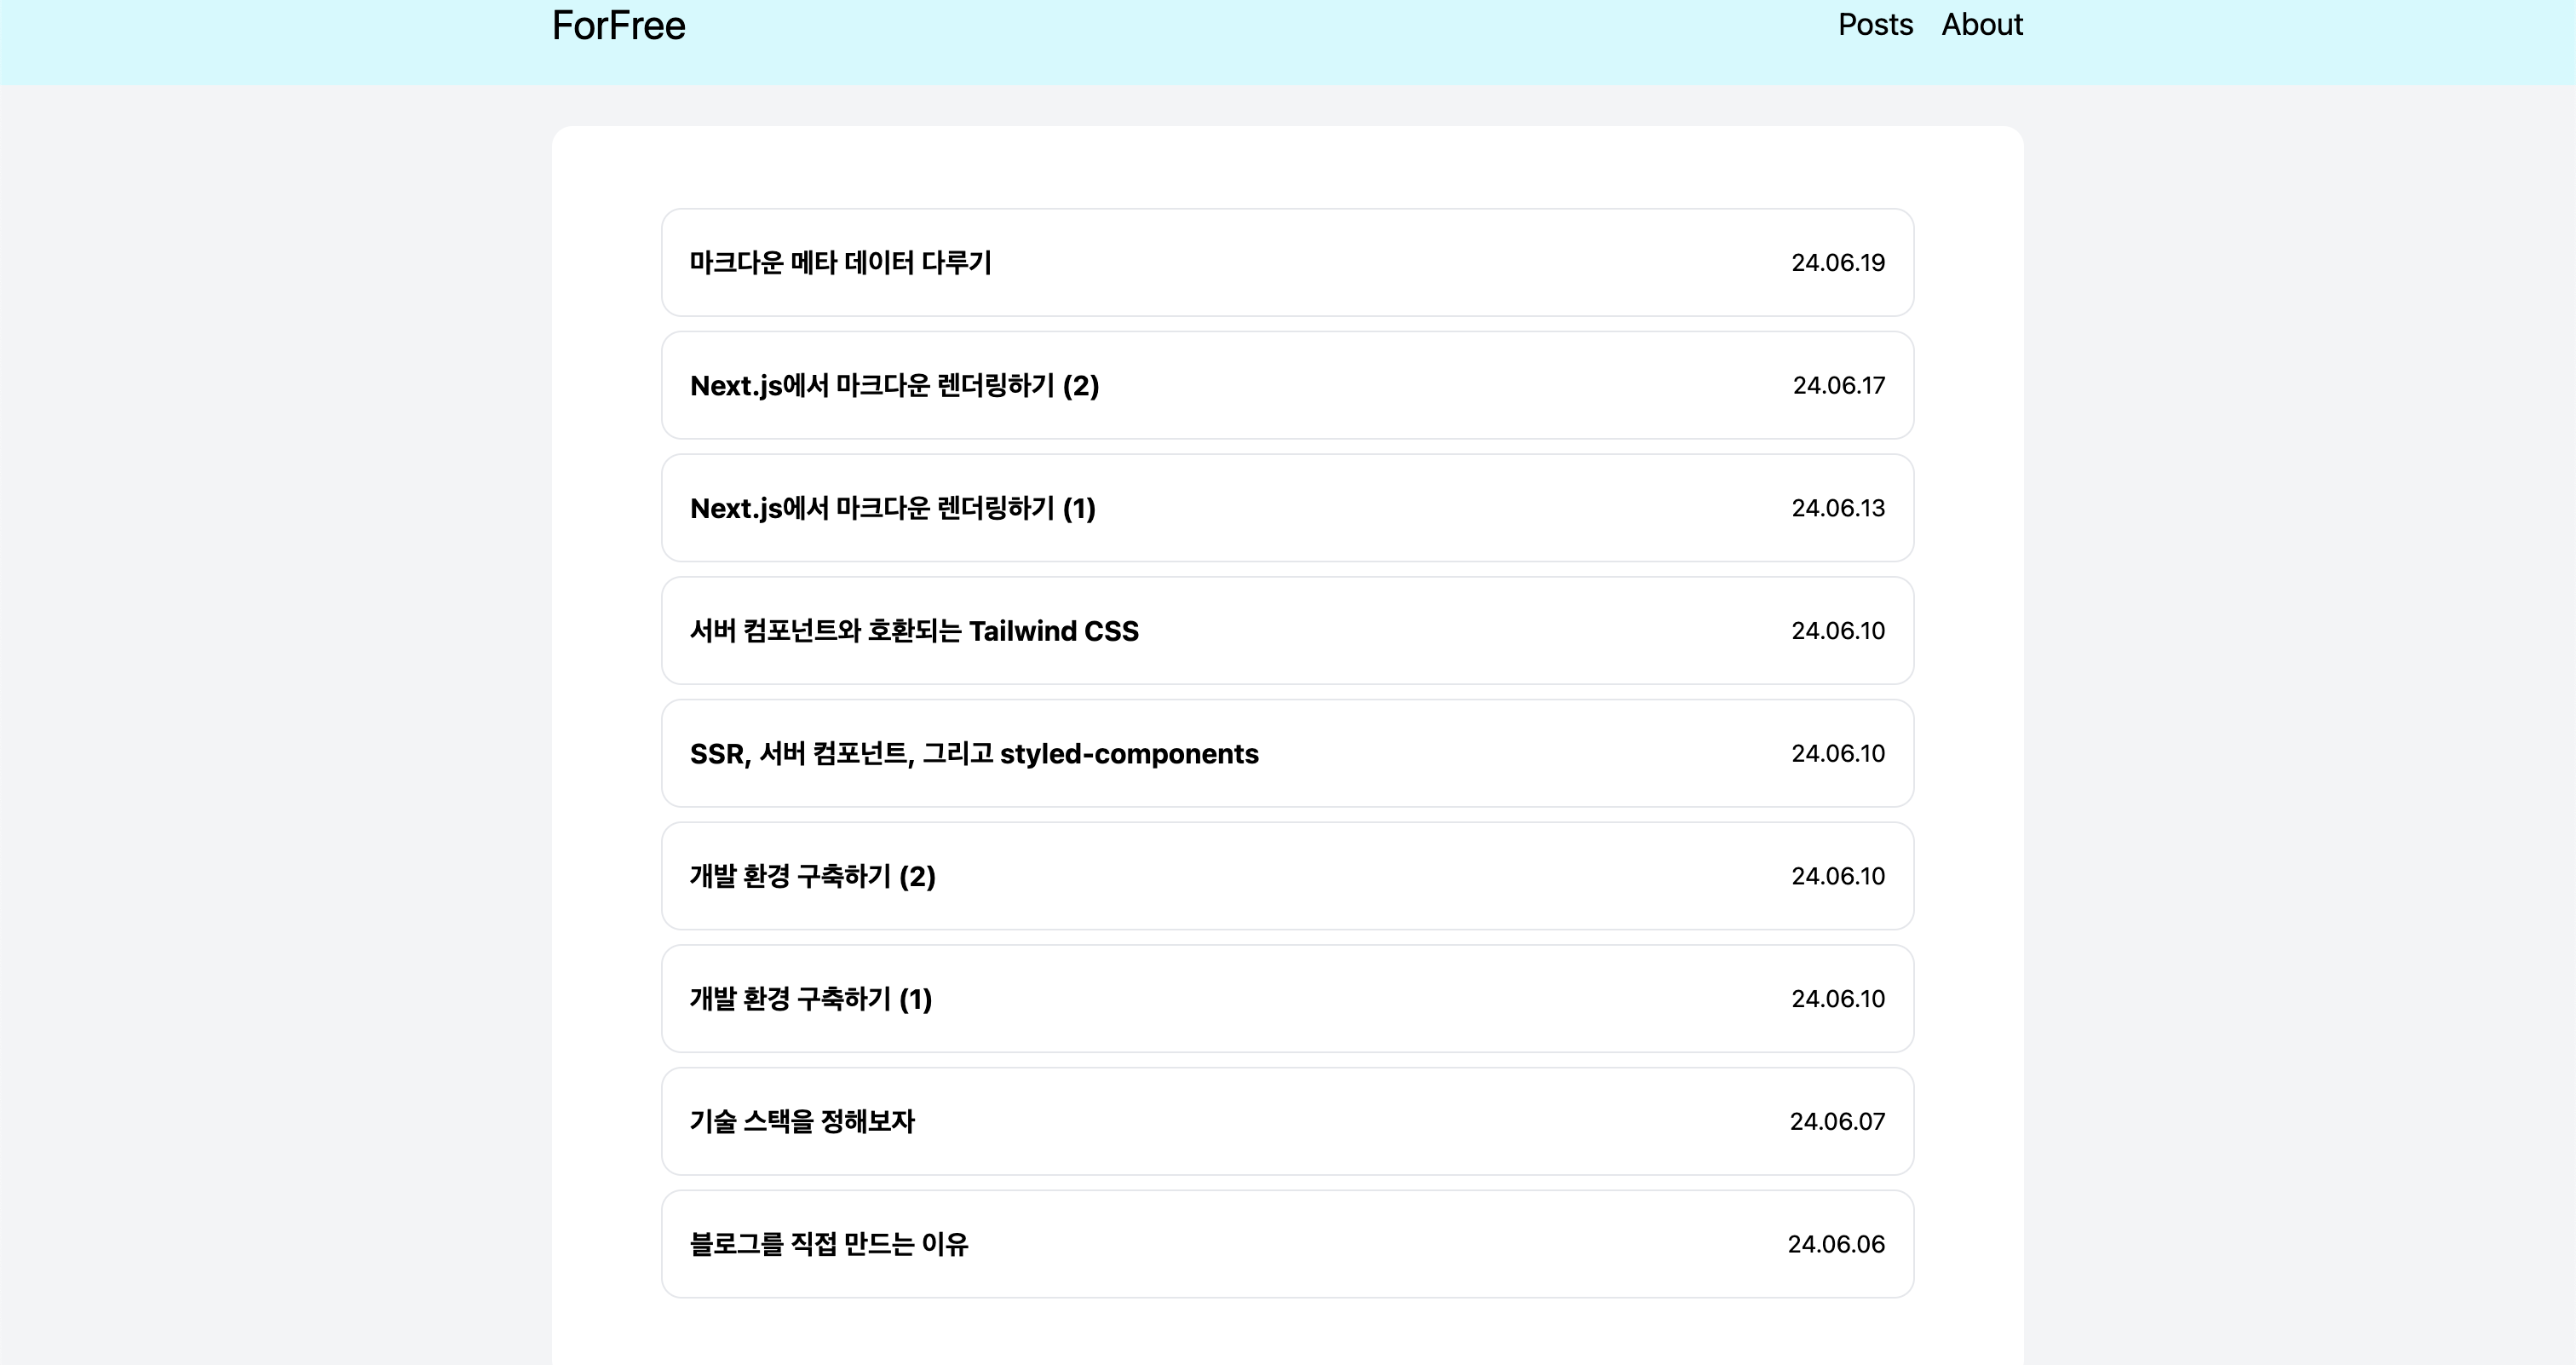 ForFree
Posts About
마크다운 메타 데이터 다루기 24.06.19
Next.js에서 마크다운 렌더링하기 (2) 24.06.17
Next.js에서 마크다운 렌더링하기 (1) 24.06.13
서버 컴포넌트와 호환되는 Tailwind CSS 24.06.10
SSR, 서버 컴포넌트, 그리고 styled-components 24.06.10
개발 환경 구축하기 (2) 24.06.10
개발 환경 구축하기 (1) 24.06.10
기술 스택을 정해보자 24.06.07
블로그를 직접 만드는 이유 24.06.06